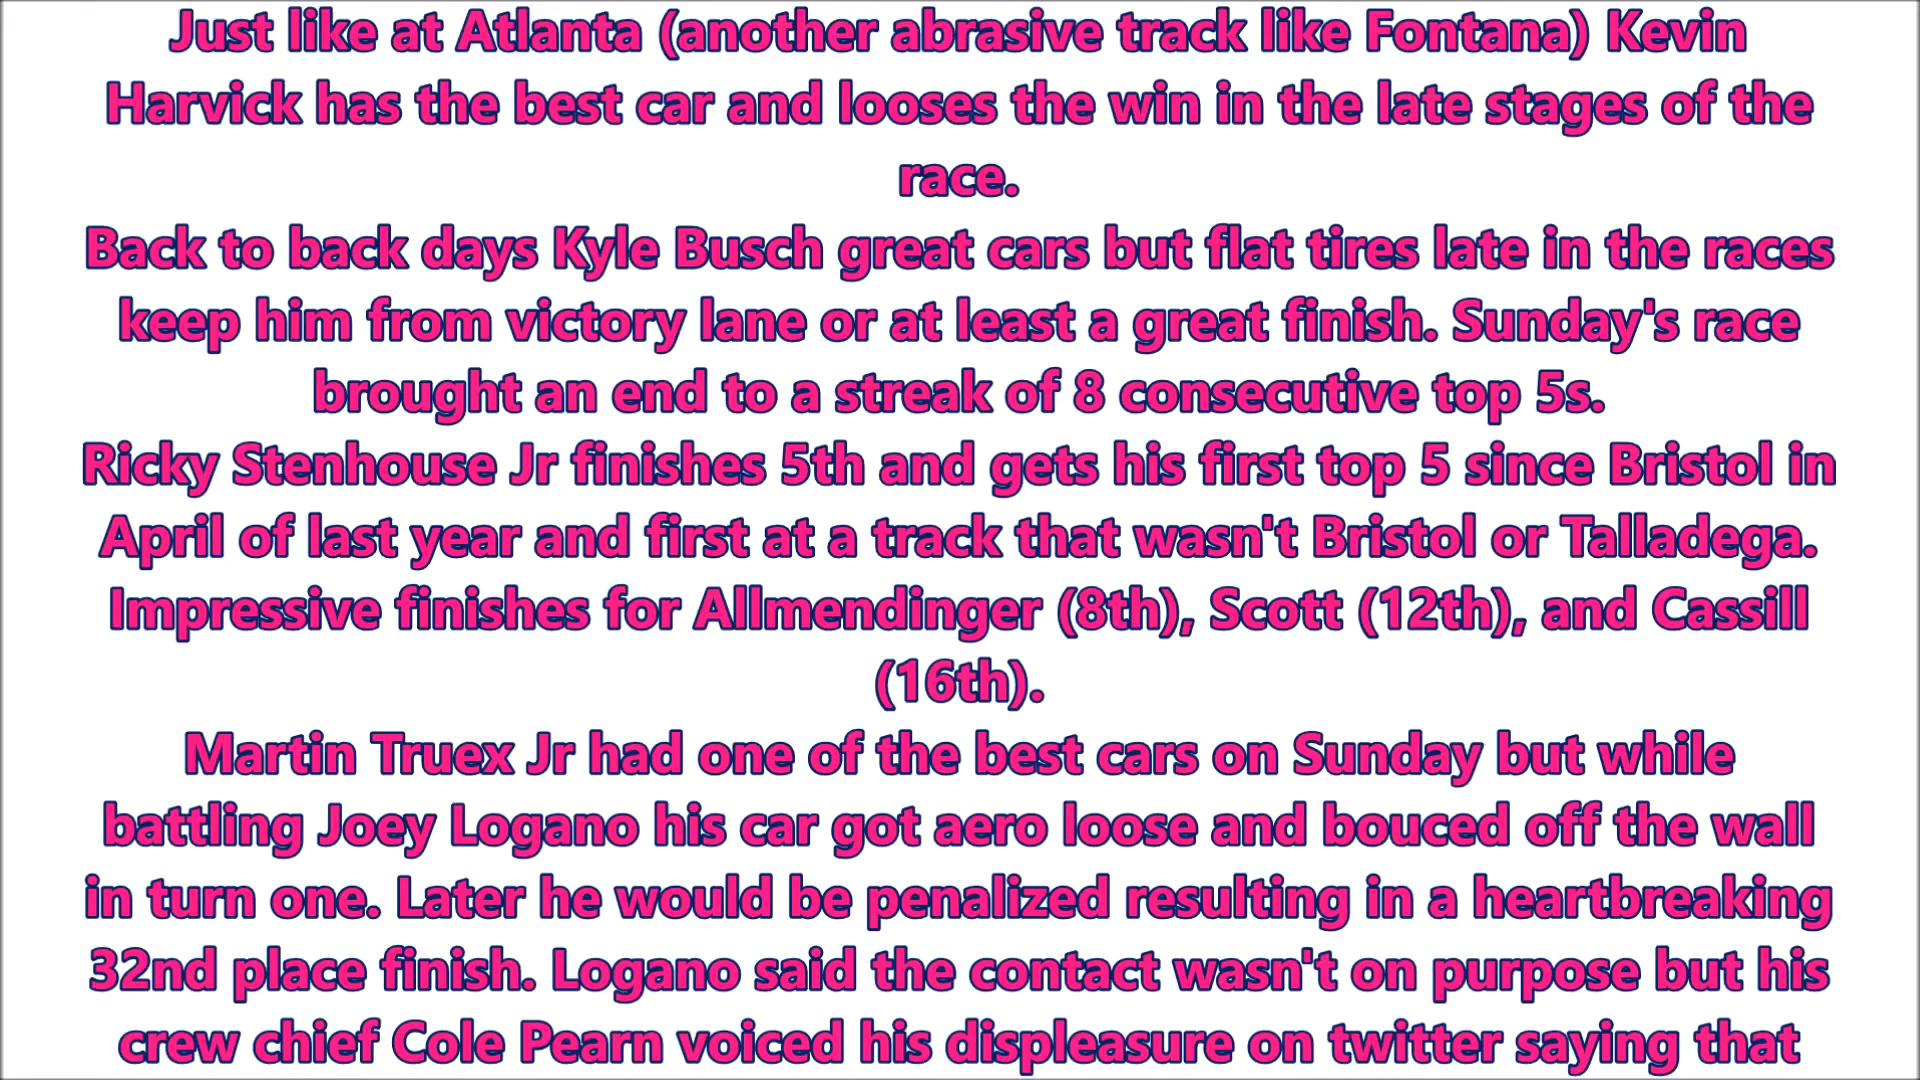 Just like at Atlanta (another abrasive track like Fontana) Kevin
Harvick has the best car and looses the win in the late stages of the
race.
Back to back days Kyle Busch great cars but flat tires late in the races
keep him from victory lane or at least a great finish. Sunday's race
brought an end to a streak of 8 consecutive top 5s.
Ricky Stenhouse Jr finishes 5th and gets his first top 5 since Bristol in
April of last year and first at a track that wasn't Bristol or Talladega.
Impressive finishes for Allmendinger (8th), Scott (12th), and Cassill
(16th).
Martin Truex Jr had one of the best cars on Sunday but while
battling Joey Logano his car got aero loose and bouced off the wall
in turn one. Later he would be penalized resulting in a heartbreaking
32nd place finish. Logano said the contact wasn't on purpose but his
crew chief Cole Pearn voiced his displeasure on twitter saying that